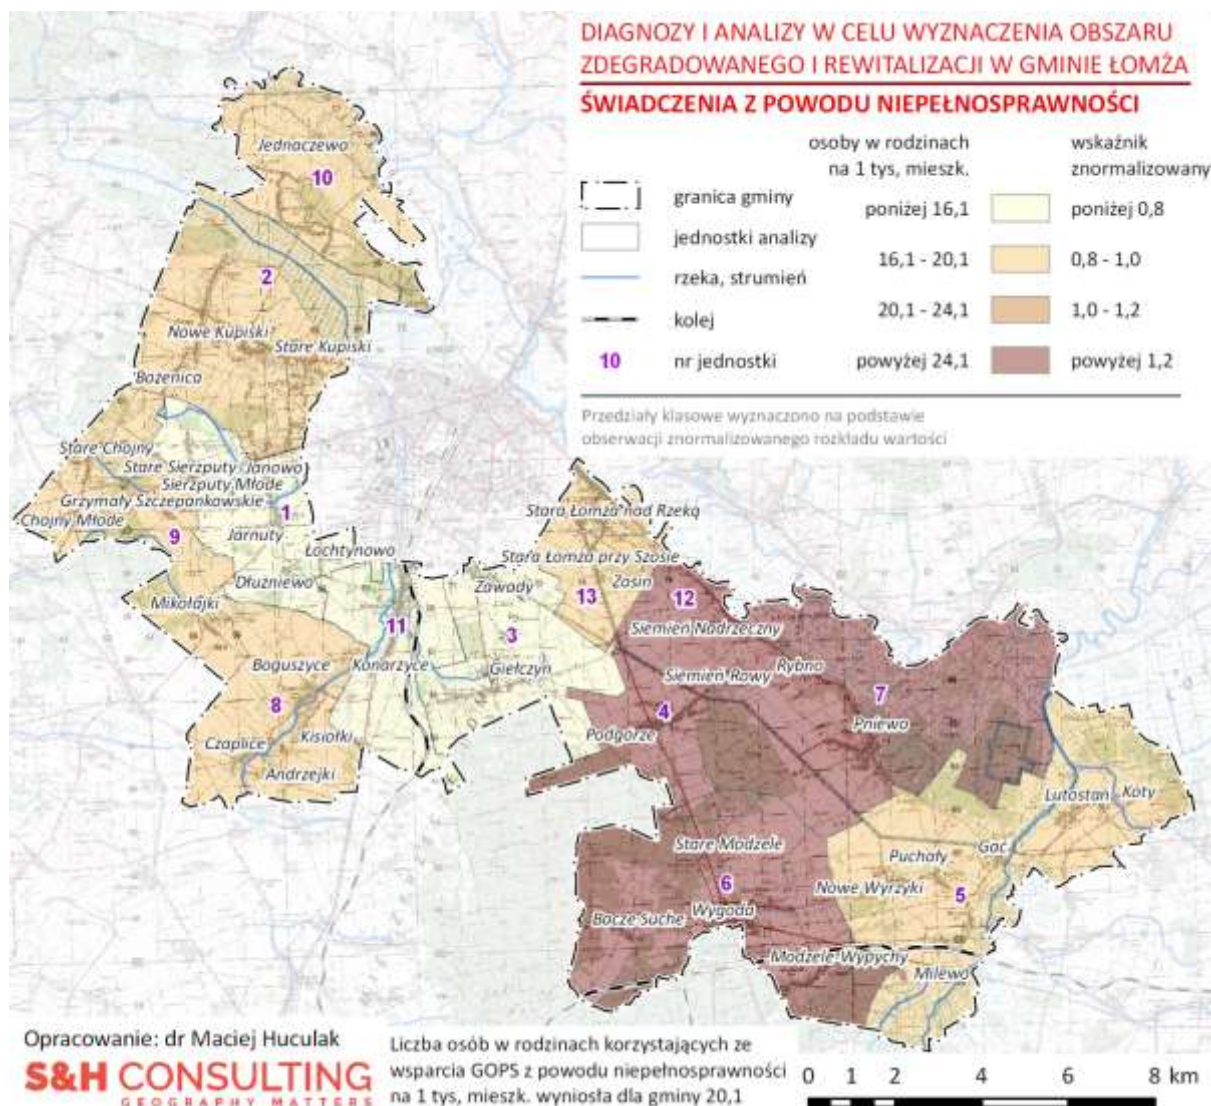 DIAGNOZY I ANALIZY W CELU WYZNACZENIA OBSZARU
ZDEGRADOWANEGO I REWITALIZACJI W GMINIE ŁOMŻA
ŚWIADCZENIA Z POWODU NIEPEŁNOSPRAWNOŚCI
osoby w rodzinach
na 1 tys, mieszk.
wskaźnik
znormalizowany
granica gminy
poniżej 16,1
poniżej 0,8
jednostki analizy
16,1 - 20,1
0,8 - 1,0
rzeka, strumień
20,1 - 24,1
1,0 - 1,2
kolej
10
nr jednostki
powyżej 24,1
powyżej 1,2
Przedziały klasowe wyznaczono na podstawie
obserwacji znormalizowanego rozkładu wartości
Jednaczewo
10
2
Nowe Kupiski
Stare Kupiski
Bożenica
Stare Chojny
Stare Sierzputy
Janowo
Sierzputy Młode
Grzymały Szczepankowskie
Chojny Młode
1
9
Jarnuty
Łochtynowo
Dłużniewo
Mikołajki
11
Zawady
3
Giełczyn
Konarzyce
Boguszyce
8
Kisiołki
Czaplice
Andrzejki
Stara Łomża nad Rzeką
Stara Łomża przy Szosie
Zosin
13
12
Siemień Nadrzeczny
Siemień Rowy
Rybno
7
4
Pniewo
Podgórze
Lutostań
Koty
Stare Modzele
Puchały
Gać
6
Nowe Wyrzyki
5
Bacze Suche
Wygoda
Modzele-Wypychy
Milewo
Opracowanie: dr Maciej Huculak
S&H CONSULTING
GEOGRAPHY MATTERS
Liczba osób w rodzinach korzystających ze
wsparcia GOPS z powodu niepełnosprawności
na 1 tys, mieszk. wyniosła dla gminy 20,1
0 1 2 4 6 8 km